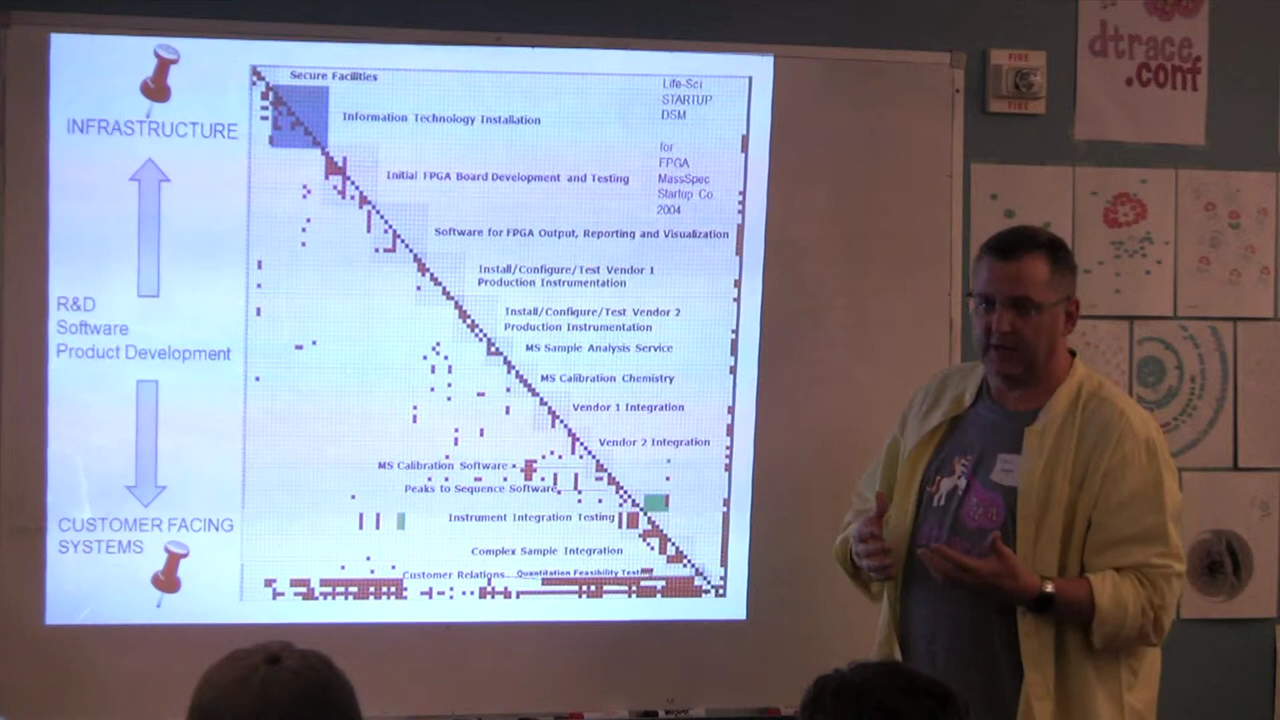 INFRASTRUCTURE
R&D
Software
Product Development
CUSTOMER FACING
SYSTEMS
Secure Facilities
Information Technology Installation
Initial FPGA Board Development and Testing
Software for FPGA Output, Reporting and Visualization
Install/Configure/Test Vendor 1
Production Instrumentation
Install/Configure/Test Vendor 2
Production Instrumentation
MS Sample Analysis Service
MS Calibration Chemistry
Vendor 1 Integration
Vendor 2 Integration
MS Calibration Software
Peaks to Sequence Software
Instrument Integration Testing
Complex Sample Integration
Customer Relations
Quantitation Feasibility
Life-Sci
STARTUP
DSM
for
FPGA
MassSpec
Startup Co.
2004
FIRE
FIRE
dtrace
.conf